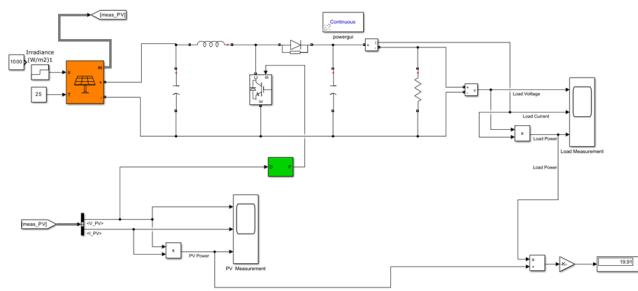 [meas_PV]
Continuous
powergui
Irradiance
(W/m2)1
1000
25
Load Voltage
Load Current
Load Power
Load Measurement
Load Power
[meas_PV]
<V_PV>
<I_PV>
PV Power
PV Measurement
-K-
19.91